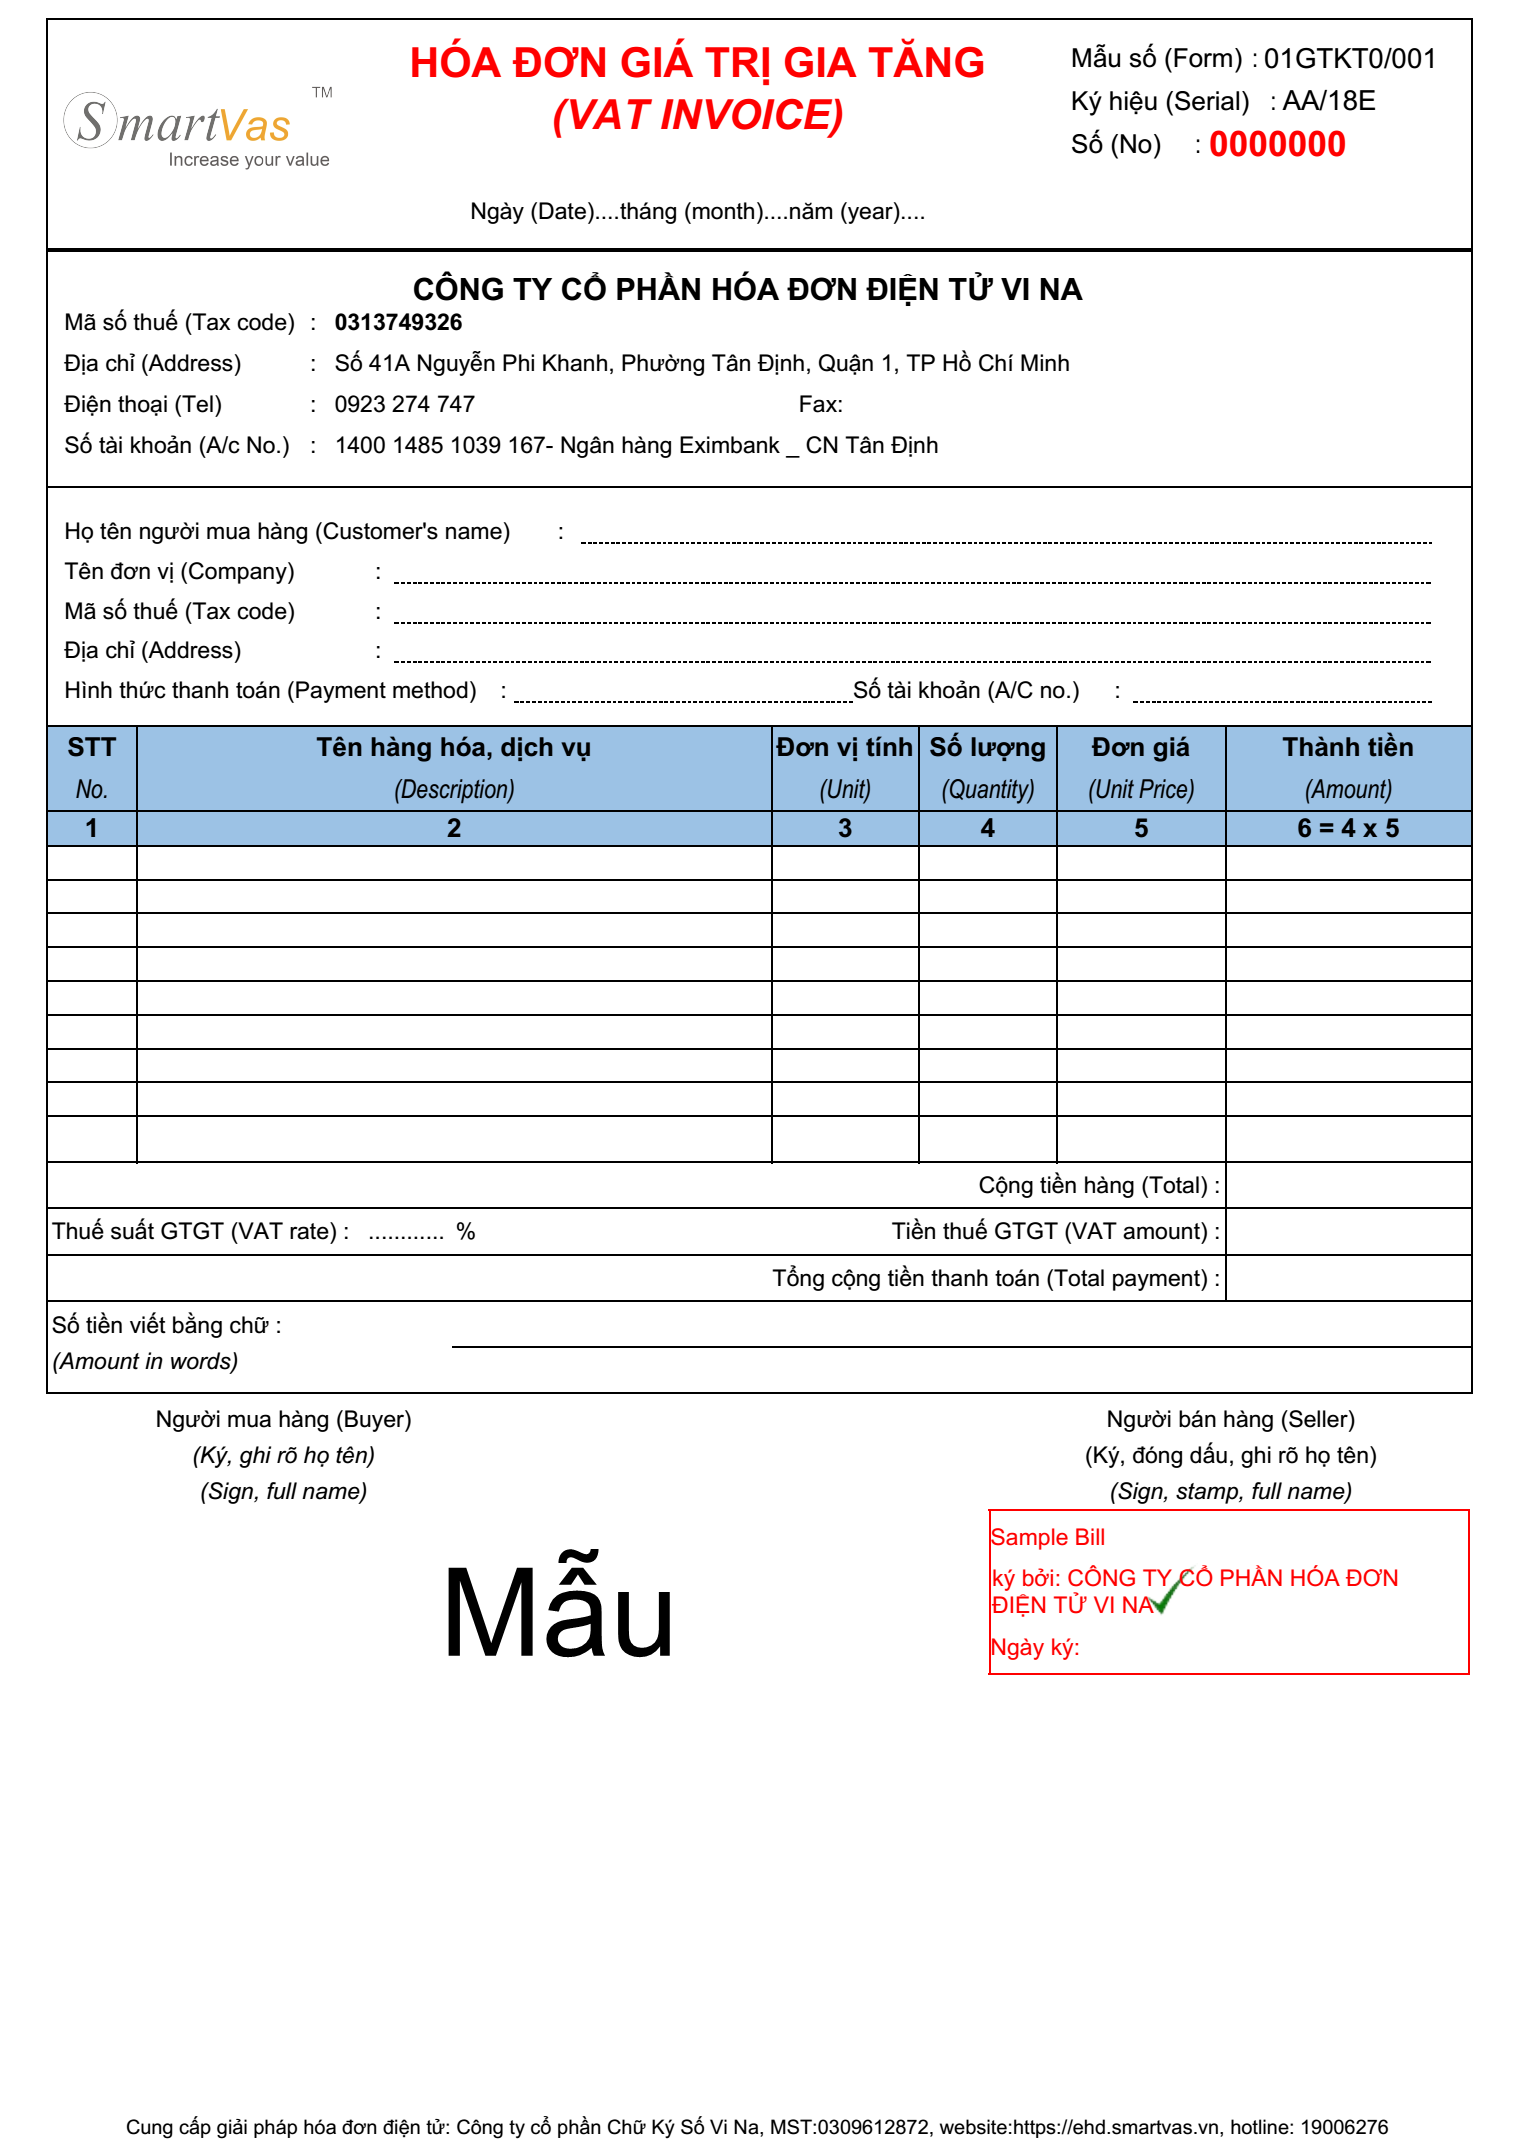 SmartVas TM
Increase your value
HÓA ĐƠN GIÁ TRỊ GIA TĂNG
(VAT INVOICE)
Ngày (Date)....tháng (month)....năm (year)....
Mẫu số (Form) : 01GTKT0/001
Ký hiệu (Serial) : AA/18E
Số (No) : 0000000
CÔNG TY CỔ PHẦN HÓA ĐƠN ĐIỆN TỬ VI NA
Mã số thuế (Tax code) : 0313749326
Địa chỉ (Address) : Số 41A Nguyễn Phi Khanh, Phường Tân Định, Quận 1, TP Hồ Chí Minh
Điện thoại (Tel) : 0923 274 747 Fax:
Số tài khoản (A/c No.) : 1400 1485 1039 167- Ngân hàng Eximbank _ CN Tân Định
Họ tên người mua hàng (Customer's name) :
Tên đơn vị (Company) :
Mã số thuế (Tax code) :
Địa chỉ (Address) :
Hình thức thanh toán (Payment method) : Số tài khoản (A/C no.) :
STT Tên hàng hóa, dịch vụ Đơn vị tính Số lượng Đơn giá Thành tiền
No. (Description) (Unit) (Quantity) (Unit Price) (Amount)
1 2 3 4 5 6 = 4 x 5
Cộng tiền hàng (Total) :
Thuế suất GTGT (VAT rate) : ............ % Tiền thuế GTGT (VAT amount) :
Tổng cộng tiền thanh toán (Total payment) :
Số tiền viết bằng chữ :
(Amount in words)
Người mua hàng (Buyer) Người bán hàng (Seller)
(Ký, ghi rõ họ tên) (Ký, đóng dấu, ghi rõ họ tên)
(Sign, full name) (Sign, stamp, full name)
Mẫu
Sample Bill
ký bởi: CÔNG TY CỔ PHẦN HÓA ĐƠN
ĐIỆN TỬ VI NA
Ngày ký:
Cung cấp giải pháp hóa đơn điện tử: Công ty cổ phần Chữ Ký Số Vi Na, MST:0309612872, website:https://ehd.smartvas.vn, hotline: 19006276